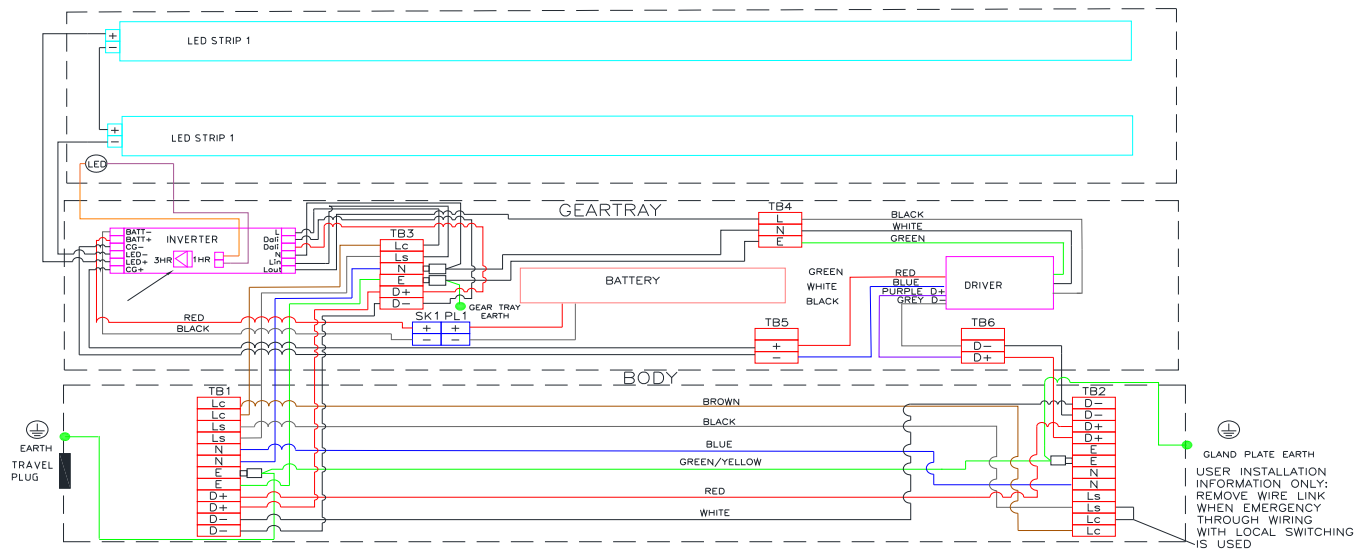 +
−
LED STRIP 1
+
−
LED STRIP 1
LED
GEARTRAY
BATT−
BATT+
CG−
LED−
LED+
CG+
INVERTER
3HR
1HR
L
Dali
Dali
N
Lin
Lout
TB3
Lc
Ls
N
E
D+
D−
GEAR TRAY
EARTH
SK1
PL1
+
+
−
−
RED
BLACK
BATTERY
TB4
L
N
E
BLACK
WHITE
GREEN
GREEN
WHITE
BLACK
RED
BLUE
PURPLE D+
GREY D−
DRIVER
TB5
+
−
TB6
D−
D+
BODY
TB1
Lc
Lc
Ls
Ls
N
N
E
E
D+
D+
D−
D−
BROWN
BLACK
BLUE
GREEN/YELLOW
RED
WHITE
TB2
D−
D−
D+
D+
E
E
N
N
Ls
Ls
Lc
Lc
EARTH
TRAVEL
PLUG
GLAND PLATE EARTH
USER INSTALLATION
INFORMATION ONLY:
REMOVE WIRE LINK
WHEN EMERGENCY
THROUGH WIRING
WITH LOCAL SWITCHING
IS USED